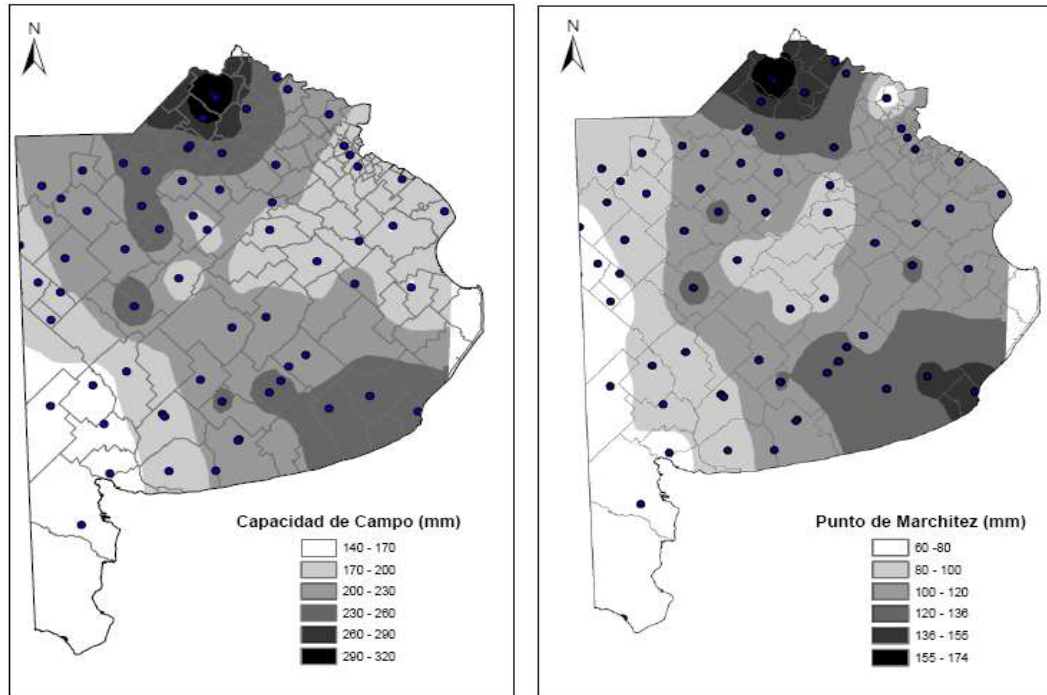 N
Capacidad de Campo (mm)
140 - 170
170 - 200
200 - 230
230 - 260
260 - 290
290 - 320
N
Punto de Marchitez (mm)
60 -80
80 - 100
100 - 120
120 - 136
136 - 155
155 - 174